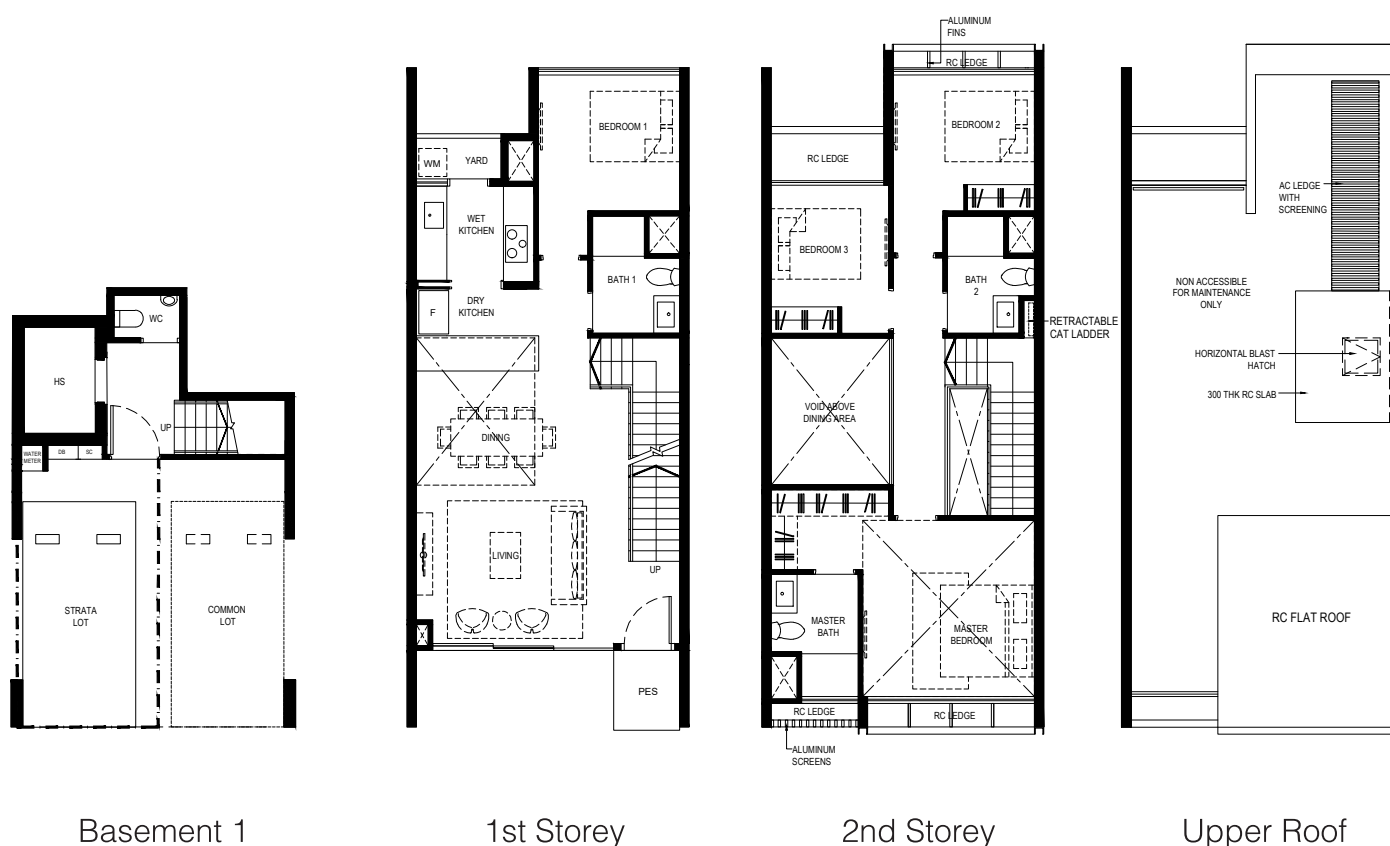 WC
HS
UP
WATER
METER
DB
SC
STRATA
LOT
COMMON
LOT
Basement 1
BEDROOM 1
WM
YARD
WET
KITCHEN
BATH 1
DRY
KITCHEN
F
DINING
LIVING
UP
PES
1st Storey
ALUMINUM
FINS
RC LEDGE
BEDROOM 2
RC LEDGE
BEDROOM 3
BATH
2
RETRACTABLE
CAT LADDER
VOID ABOVE
DINING AREA
MASTER
BATH
MASTER
BEDROOM
RC LEDGE
RC LEDGE
ALUMINUM
SCREENS
2nd Storey
AC LEDGE
WITH
SCREENING
NON ACCESSIBLE
FOR MAINTENANCE
ONLY
HORIZONTAL BLAST
HATCH
300 THK RC SLAB
RC FLAT ROOF
Upper Roof